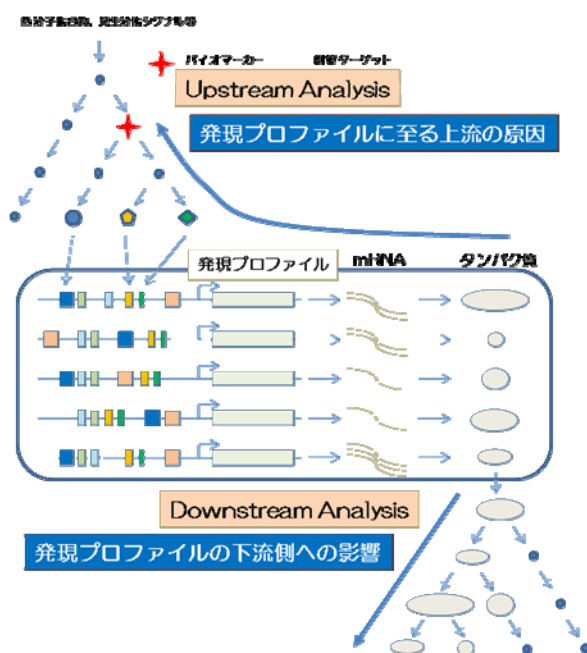 バイオマーカー
Upstream Analysis
発現プロファイルに至る上流の原因
発現プロファイル
mRNA
タンパク質
Downstream Analysis
発現プロファイルの下流側への影響